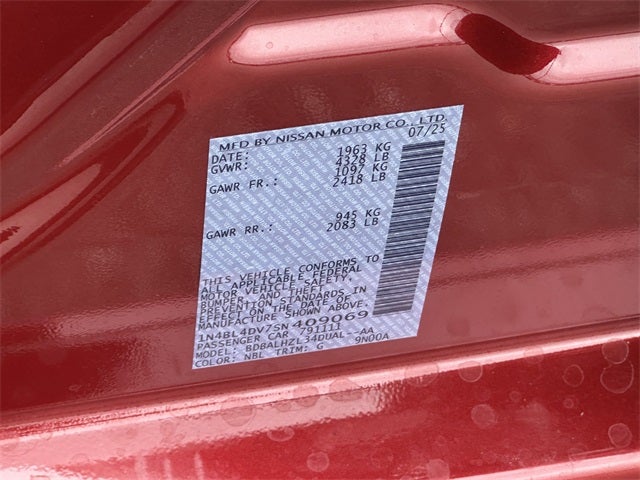 MFD BY NISSAN MOTOR CO., LTD.
DATE: 07/25
GVWR: 1963 KG
4328 LB
GAWR FR.: 1097 KG
2418 LB
GAWR RR.: 945 KG
2083 LB
THIS VEHICLE CONFORMS TO
ALL APPLICABLE FEDERAL
MOTOR VEHICLE SAFETY,
BUMPER, AND THEFT
PREVENTION STANDARDS IN
EFFECT ON THE DATE OF
MANUFACTURE SHOWN ABOVE.
1N4BL4DV7SN409069
PASSENGER CAR 791111
MODEL: BDBALHZL34DUAL--AA
COLOR: NBL TRIM: G 9N00A